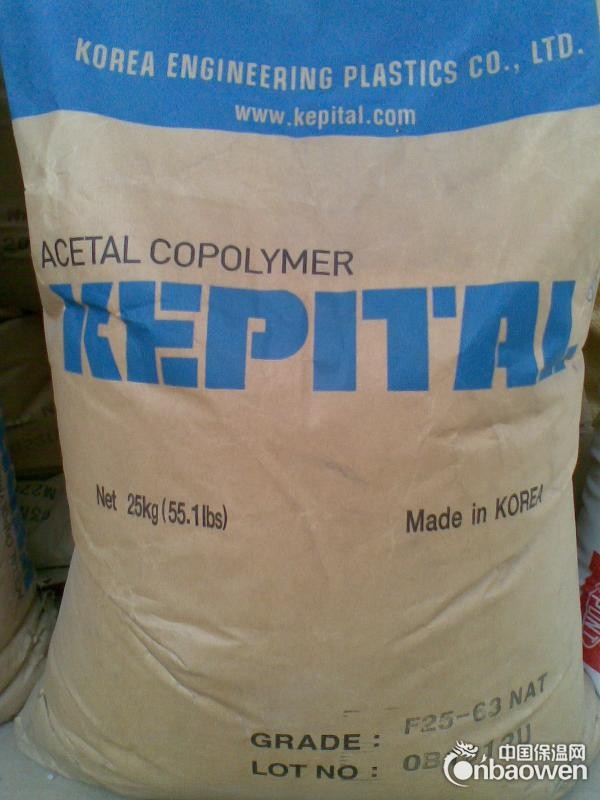 KOREA ENGINEERING PLASTICS CO., LTD.
www.kepital.com
ACETAL COPOLYMER
KEPITAL
Net 25kg (55.1lbs)
Made in KOREA
GRADE : F25-63 NAT
LOT NO :
中国保温网
cnbaowen